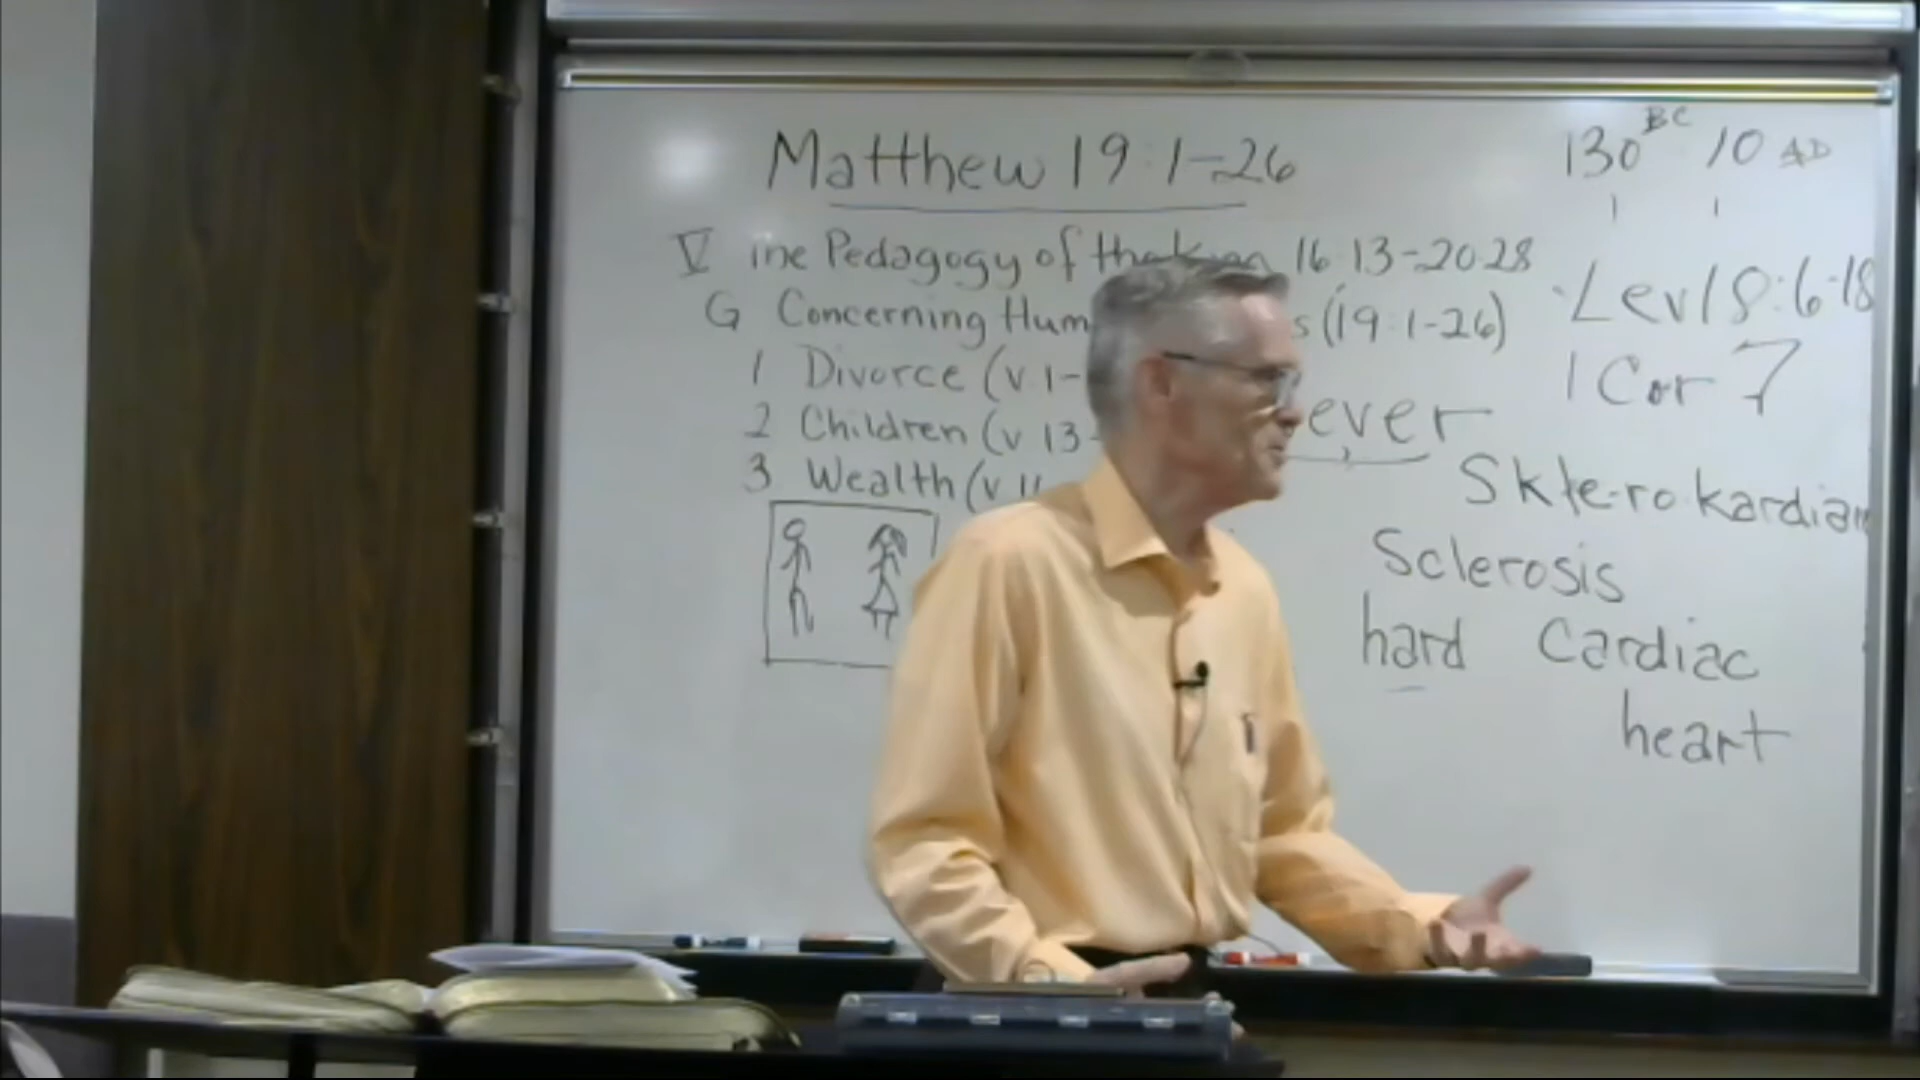 Matthew 19:1-26
V ine Pedagogy of the King 16:13-20:28
G Concerning Hum s (19:1-26)
1 Divorce (v. 1-
2 Children (v. 13-
3 Wealth (v.
130 BC 10 AD
Lev 18:6-18
1 Cor 7
ever
Sklerokardian
Sclerosis
hard Cardiac
heart